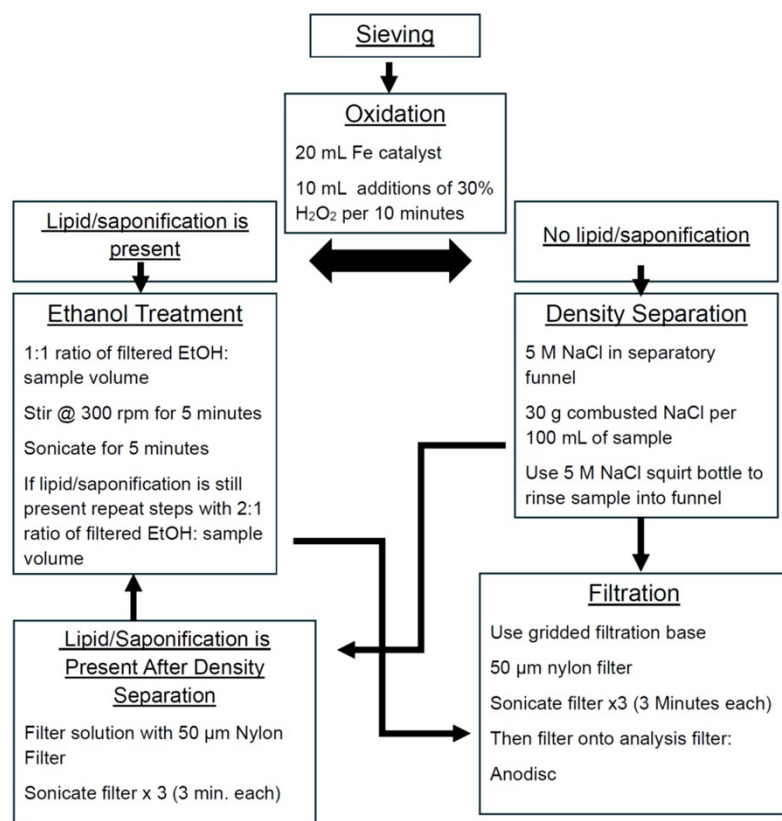 Sieving
Oxidation
20 mL Fe catalyst
10 mL additions of 30%
H₂O₂ per 10 minutes
Lipid/saponification is
present
No lipid/saponification
Ethanol Treatment
1:1 ratio of filtered EtOH:
sample volume
Stir @ 300 rpm for 5 minutes
Sonicate for 5 minutes
If lipid/saponification is still
present repeat steps with 2:1
ratio of filtered EtOH: sample
volume
Density Separation
5 M NaCl in separatory
funnel
30 g combusted NaCl per
100 mL of sample
Use 5 M NaCl squirt bottle to
rinse sample into funnel
Lipid/Saponification is
Present After Density
Separation
Filter solution with 50 µm Nylon
Filter
Sonicate filter x 3 (3 min. each)
Filtration
Use gridded filtration base
50 µm nylon filter
Sonicate filter x3 (3 Minutes each)
Then filter onto analysis filter:
Anodisc